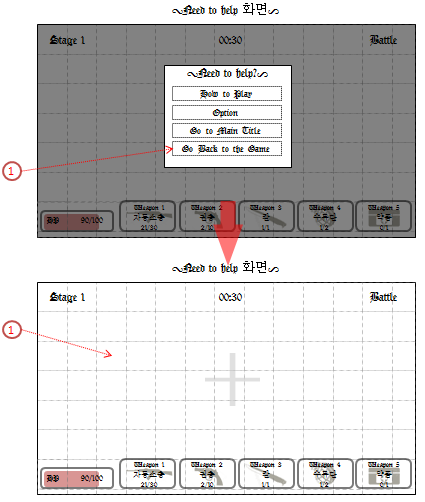 ~Need to help 화면~
Stage 1 00:30 Battle
~Need to help?~
How to Play
Option
Go to Main Title
Go Back to the Game
1
HP 90/100
Weapon 1 Weapon 2 Weapon 3 Weapon 4 Weapon 5
자동소총 권총 칼 수류탄 약통
21/30 2/10 1/1 1/2 0/1
~Need to help 화면~
Stage 1 00:30 Battle
1
HP 90/100
Weapon 1 Weapon 2 Weapon 3 Weapon 4 Weapon 5
자동소총 권총 칼 수류탄 약통
21/30 2/10 1/1 1/2 0/1